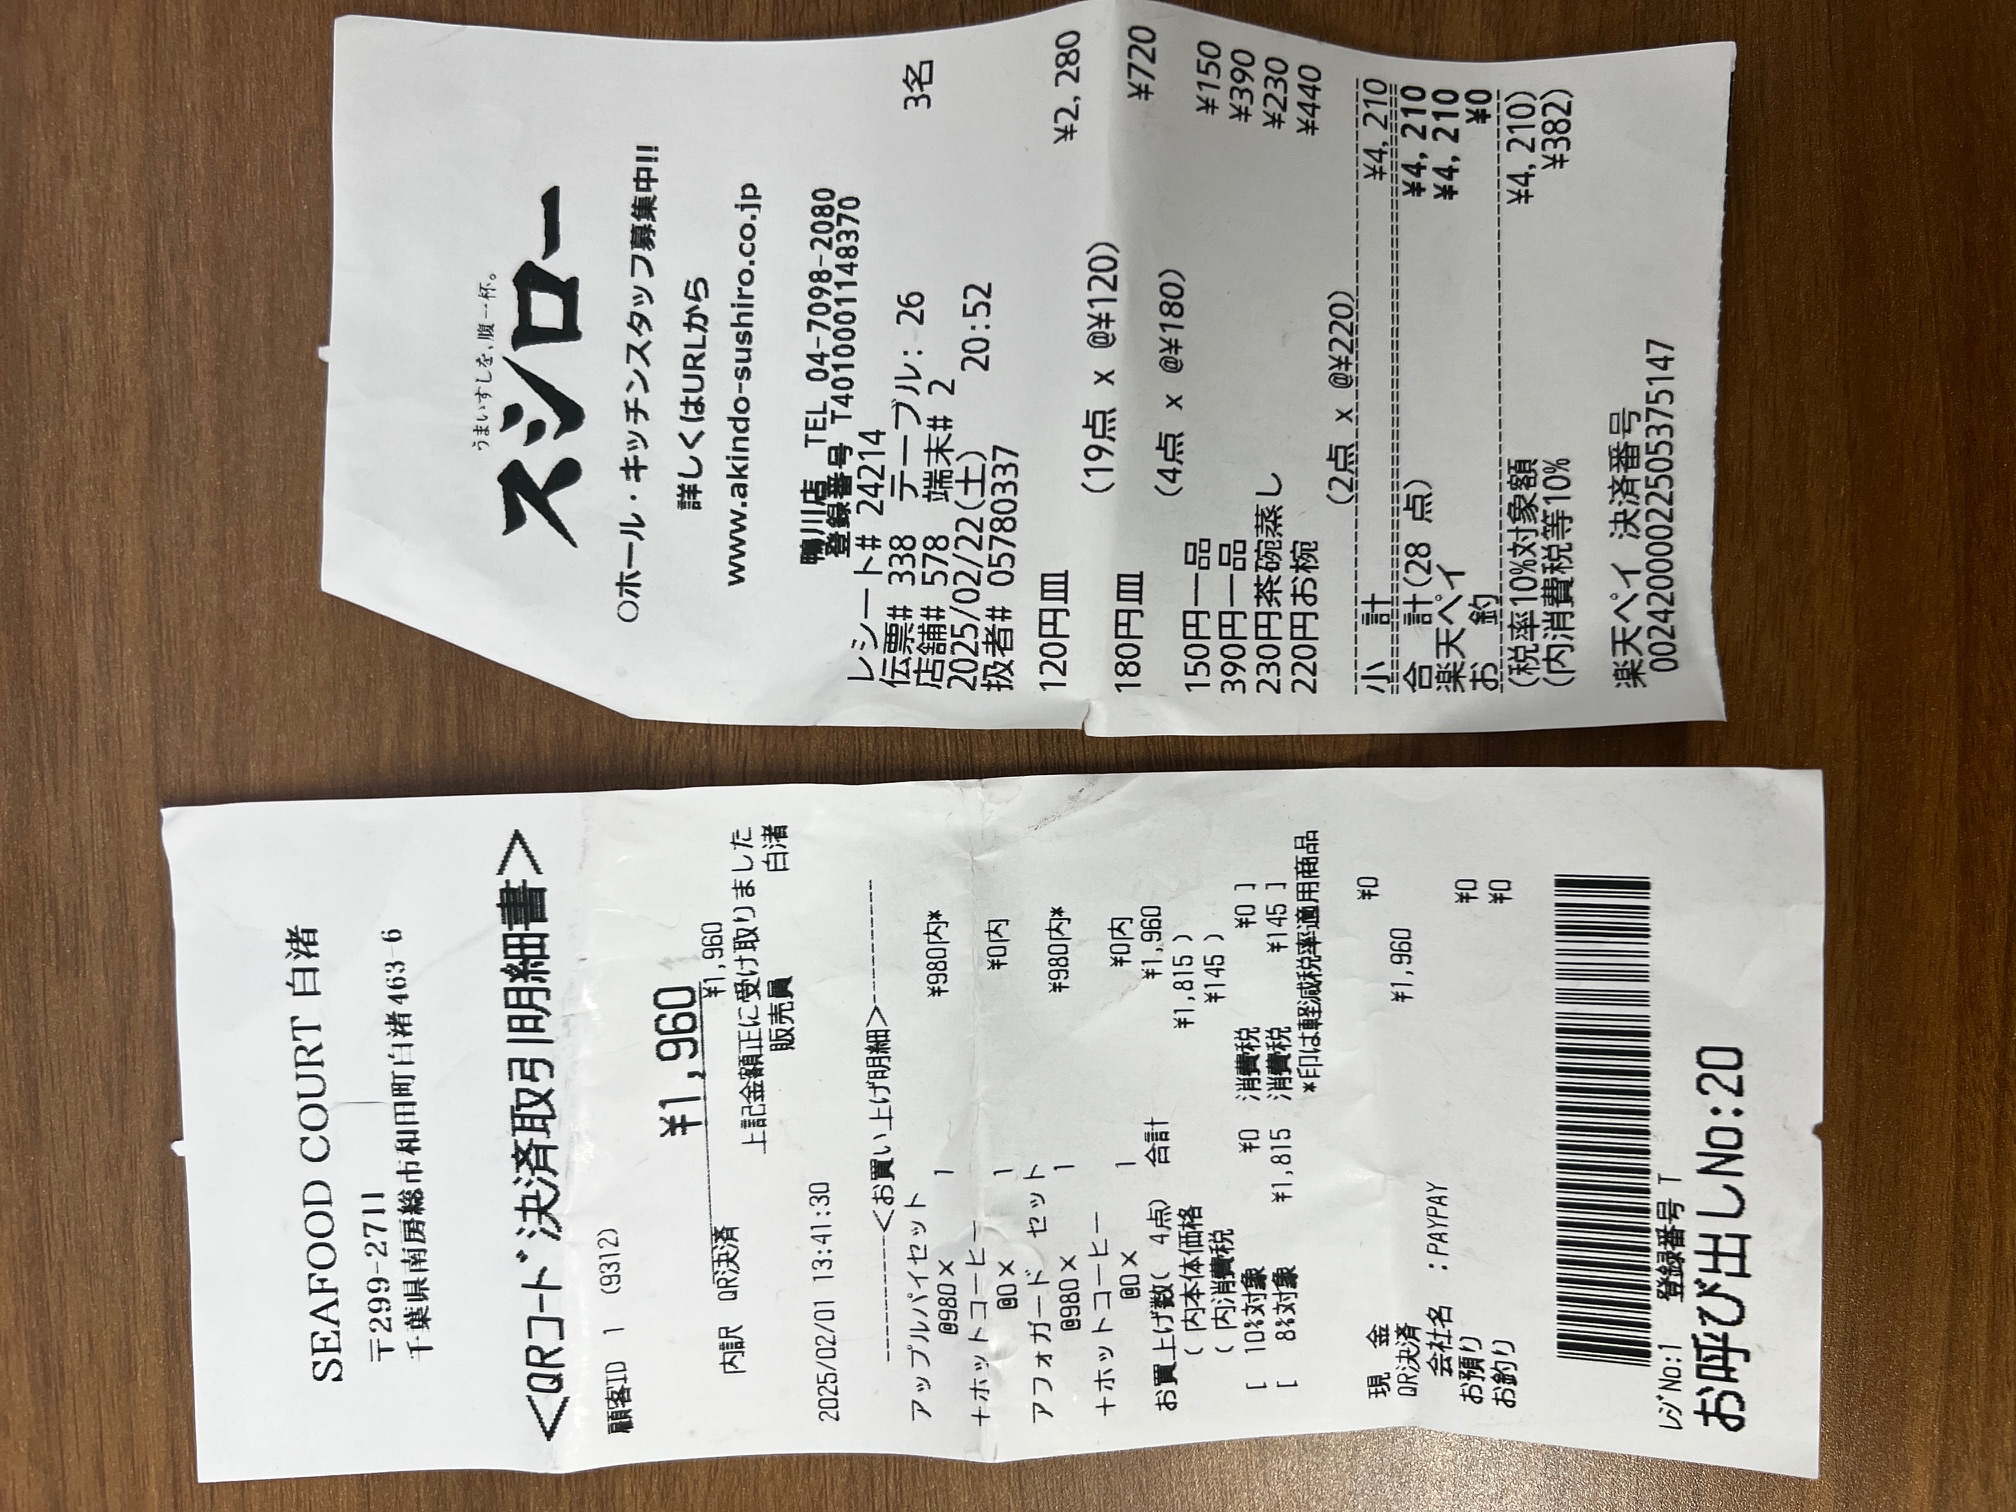 うまいすしを、腹一杯。
スシロー
○ホール・キッチンスタッフ募集中!!
詳しくはURLから
www.akindo-sushiro.co.jp
鴨川店 TEL 04-7098-2080
登録番号 T4010001148370
レシート# 24214
伝票# 338 テーブル: 26 3名
店舗# 578 端末# 2
2025/02/22(土) 20:52
扱者# 05780337
120円皿 ¥2,280
(19点 x @¥120)
180円皿 ¥720
(4点 x @¥180)
150円一品 ¥150
390円一品 ¥390
230円茶碗蒸し ¥230
220円お椀 ¥440
(2点 x @¥220)
小 計 ¥4,210
合 計(28 点) ¥4,210
楽天ペイ ¥4,210
お 釣 ¥0
(税率10%対象額 ¥4,210)
(内消費税等10% ¥382)
楽天ペイ 決済番号
00242000022505375147
SEAFOOD COURT 白渚
〒299-2711
千葉県南房総市和田町白渚463-6
<QRコード決済取引明細書>
顧客ID 1 (9312)
¥1,960
内訳 QR決済 ¥1,960
上記金額正に受け取りました
販売員 白渚
2025/02/01 13:41:30
----------<お買い上げ明細>----------
アップルパイセット
@980× 1 ¥980内*
+ホットコーヒー
@0× 1 ¥0内
アフォガード セット
@980× 1 ¥980内*
+ホットコーヒー
@0× 1 ¥0内
お買上げ数( 4点) 合計 ¥1,960
( 内本体価格 ¥1,815 )
( 内消費税 ¥145 )
[ 10%対象 ¥0 消費税 ¥0 ]
[ 8%対象 ¥1,815 消費税 ¥145 ]
*印は軽減税率適用商品
現 金 ¥0
QR決済 ¥1,960
会社名 :PAYPAY
お預り ¥0
お釣り ¥0
レジNO:1 登録番号 T
お呼び出しNo:20